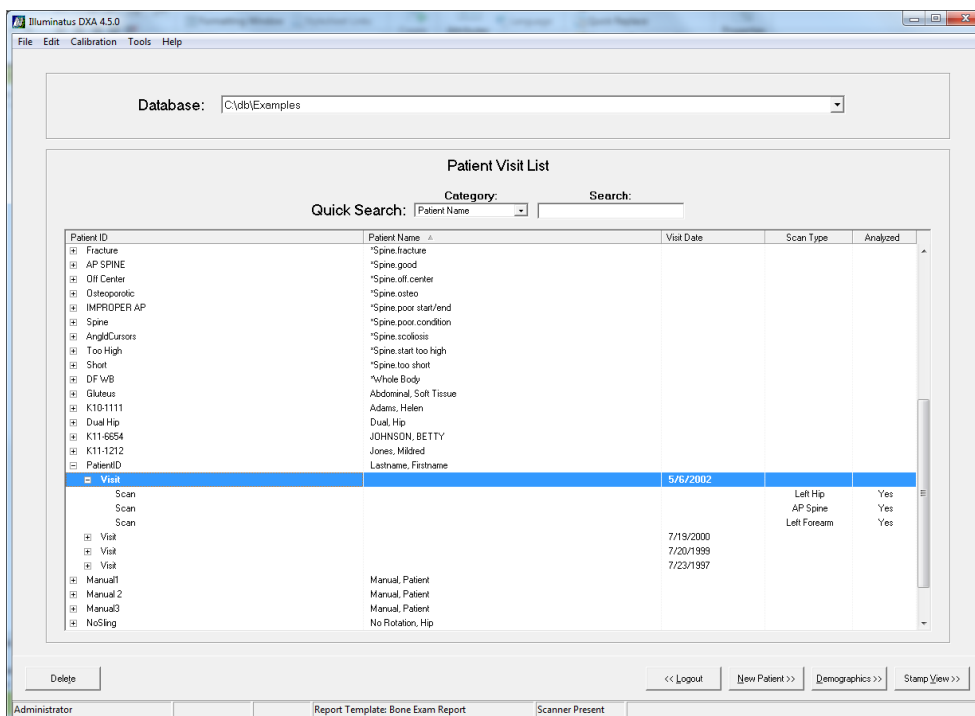 Illuminatus DXA 4.5.0
File Edit Calibration Tools Help
Database: C:\db\Examples
Patient Visit List
Category: Search:
Quick Search: Patient Name
Patient ID Patient Name Visit Date Scan Type Analyzed
Fracture *Spine.fracture
AP SPINE *Spine.good
Off Center *Spine.off.center
Osteoporotic *Spine.osteo
IMPROPER AP *Spine.poor start/end
Spine *Spine.poor.condition
AngldCursors *Spine.scoliosis
Too High *Spine.start too high
Short *Spine.too short
DF WB *Whole Body
Gluteus Abdominal, Soft Tissue
K10-1111 Adams, Helen
Dual Hip Dual, Hip
K11-6654 JOHNSON, BETTY
K11-1212 Jones, Mildred
PatientID Lastname, Firstname
Visit 5/6/2002
Scan Left Hip Yes
Scan AP Spine Yes
Scan Left Forearm Yes
Visit 7/19/2000
Visit 7/20/1999
Visit 7/23/1997
Manual1 Manual, Patient
Manual 2 Manual, Patient
Manual3 Manual, Patient
NoSling No Rotation, Hip
Delete << Logout New Patient >> Demographics >> Stamp View >>
Administrator Report Template: Bone Exam Report Scanner Present